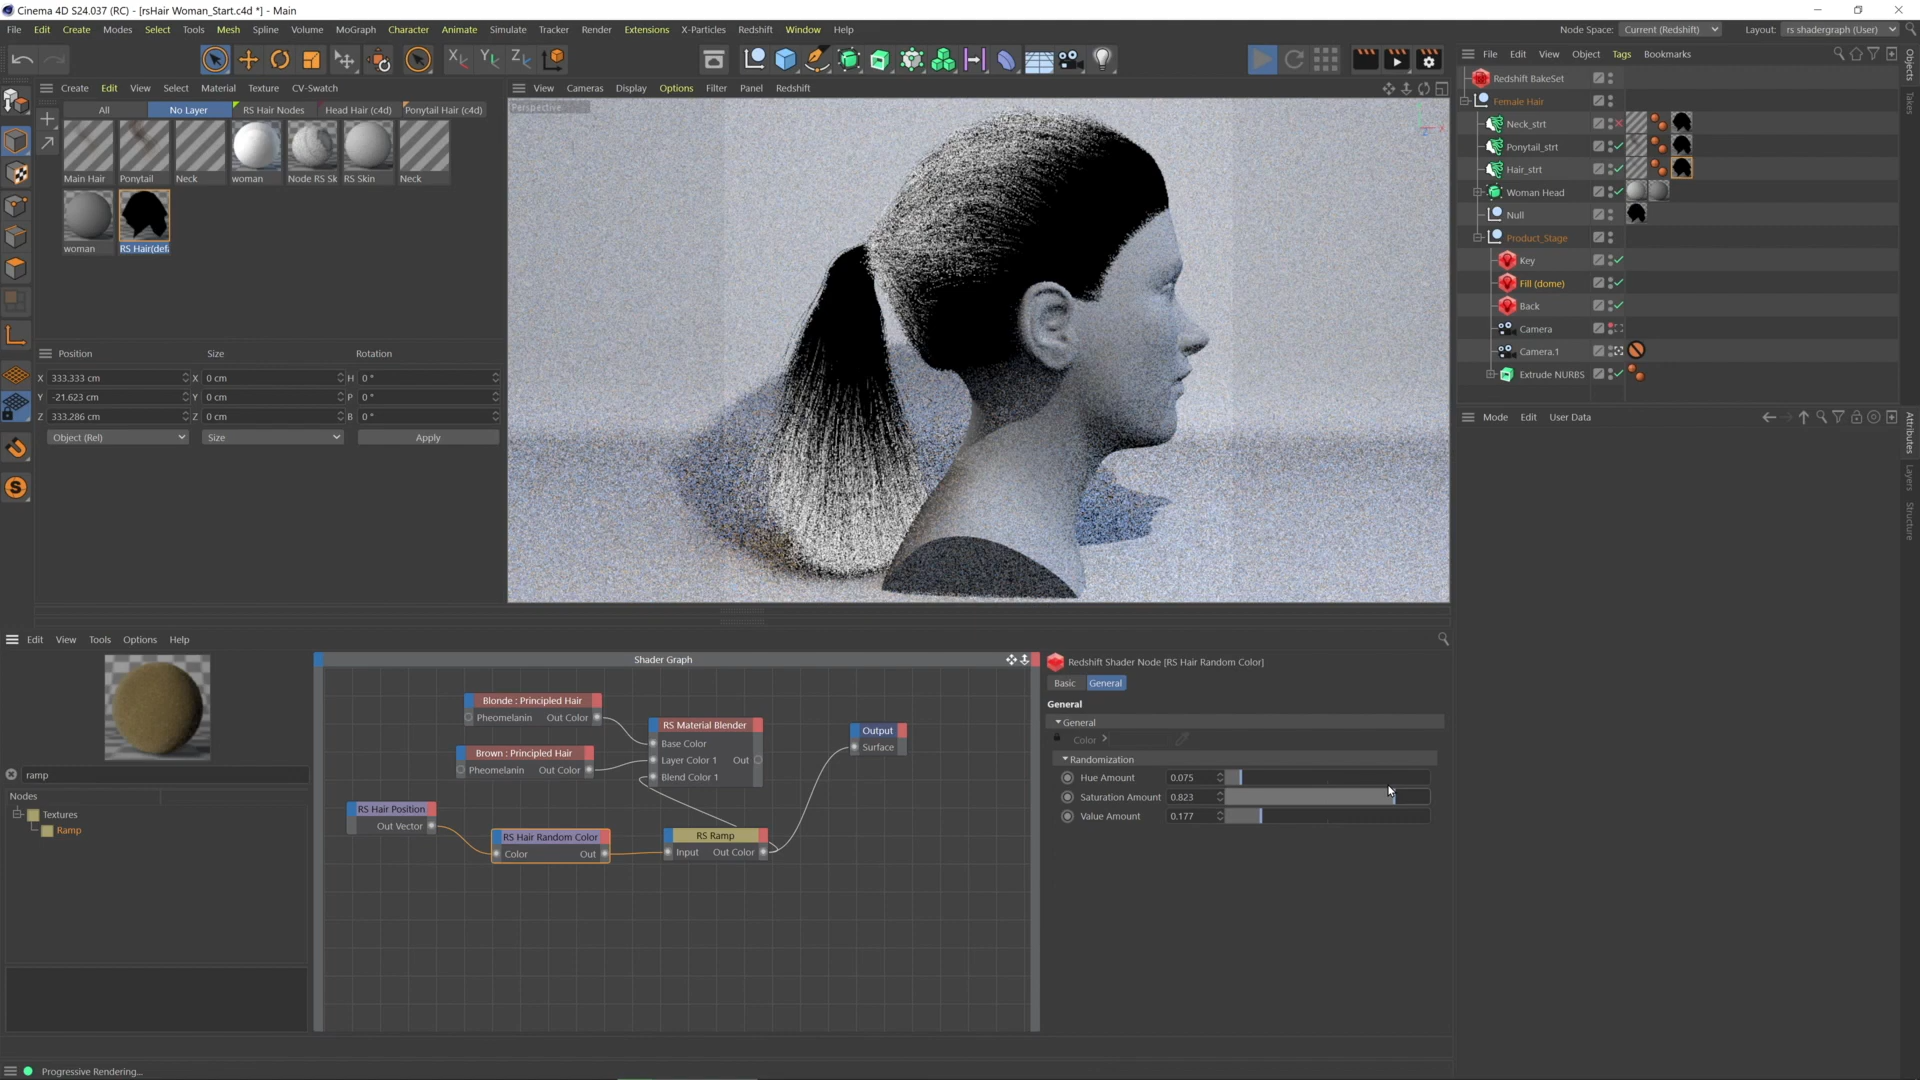 Cinema 4D S24.037 (RC) - [rsHair Woman_Start.c4d *] - Main
File Edit Create Modes Select Tools Mesh Spline Volume MoGraph Character Animate Simulate Tracker Render Extensions X-Particles Redshift Window Help
Node Space: Current (Redshift) Layout: rs shadergraph (User)
X Y Z
File Edit View Object Tags Bookmarks
Create Edit View Select Material Texture CV-Swatch
View Cameras Display Options Filter Panel Redshift
All No Layer RS Hair Nodes Head Hair (c4d) Ponytail Hair (c4d)
Perspective
Main Hair Ponytail Neck woman Node RS Sk RS Skin Neck
woman RS Hair(def
Redshift BakeSet
Female Hair
Neck_strt
Ponytail_strt
Hair_strt
Woman Head
Null
Product_Stage
Key
Fill (dome)
Back
Camera
Camera.1
Extrude NURBS
Objects
Takes
Position Size Rotation
X 333.333 cm X 0 cm H 0 °
Y -21.623 cm Y 0 cm P 0 °
Z 333.286 cm Z 0 cm B 0 °
Object (Rel) Size Apply
Mode Edit User Data
Attributes
Layers
Structure
Edit View Tools Options Help
ramp
Nodes
Textures
Ramp
Shader Graph
Blonde : Principled Hair
Pheomelanin Out Color
Brown : Principled Hair
Pheomelanin Out Color
RS Material Blender
Base Color
Layer Color 1 Out
Blend Color 1
Output
Surface
RS Hair Position
Out Vector
RS Hair Random Color
Color Out
RS Ramp
Input Out Color
Redshift Shader Node [RS Hair Random Color]
Basic General
General
General
Color
Randomization
Hue Amount 0.075
Saturation Amount 0.823
Value Amount 0.177
Progressive Rendering...